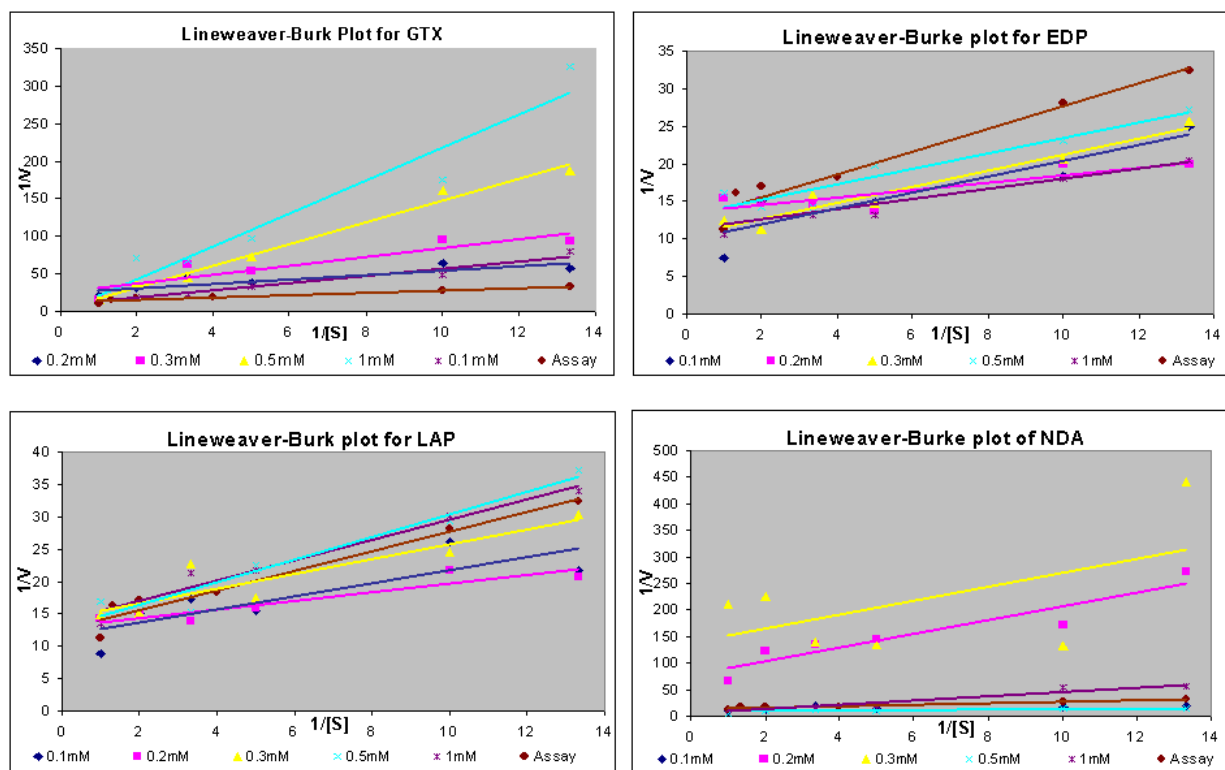 Lineweaver-Burk Plot for GTX
350
300
250
200
150
100
50
0
1/V
0 2 4 6 8 10 12 14
1/[S]
0.2mM 0.3mM 0.5mM 1mM 0.1mM Assay
Lineweaver-Burke plot for EDP
35
30
25
20
15
10
5
0
1/V
0 2 4 6 8 10 12 14
1/[S]
0.1mM 0.2mM 0.3mM 0.5mM 1mM Assay
Lineweaver-Burk plot for LAP
40
35
30
25
20
15
10
5
0
1/V
0 2 4 6 8 10 12 14
1/[S]
0.1mM 0.2mM 0.3mM 0.5mM 1mM Assay
Lineweaver-Burke plot of NDA
500
450
400
350
300
250
200
150
100
50
0
1/V
0 2 4 6 8 10 12 14
1/[S]
0.1mM 0.2mM 0.3mM 0.5mM 1mM Assay